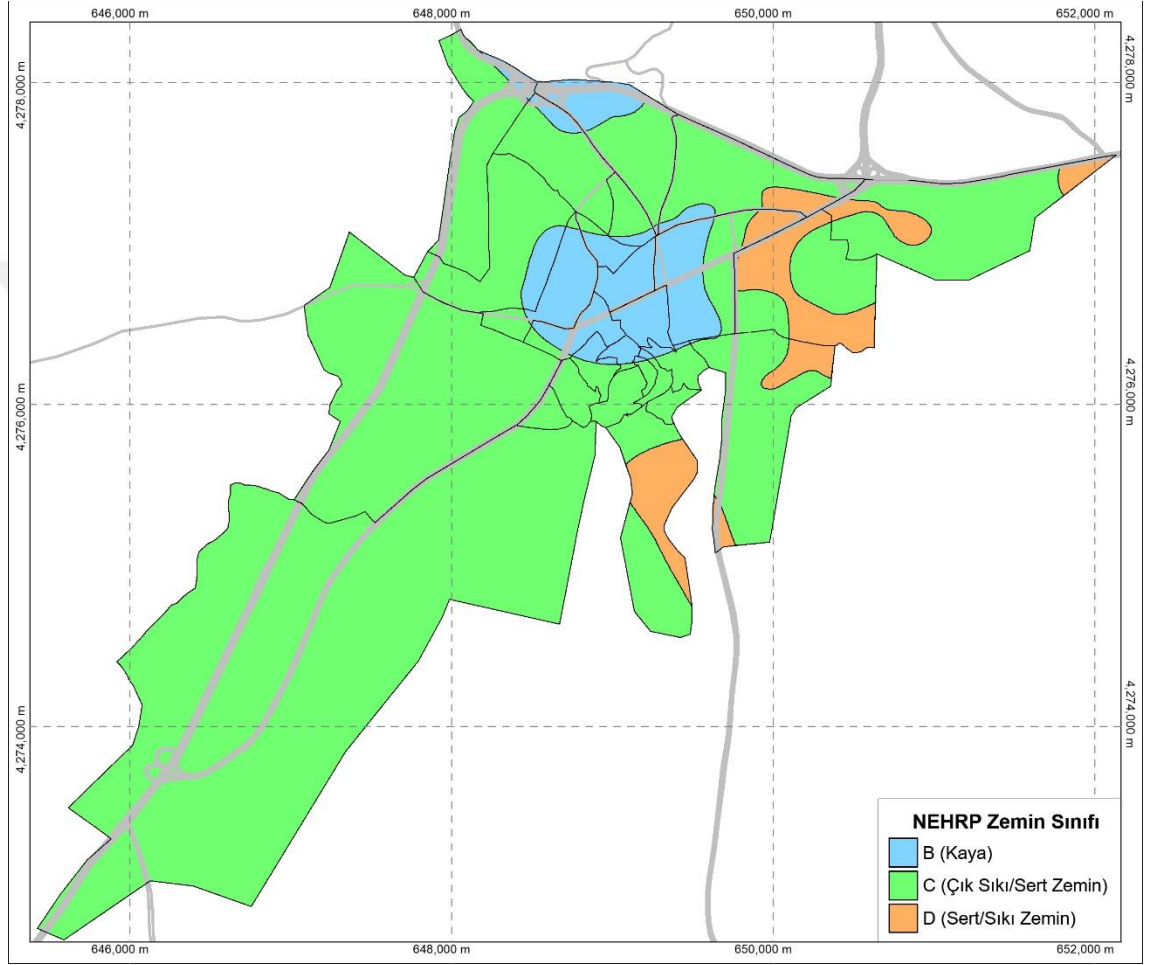 646,000 m
648,000 m
650,000 m
652,000 m
4,278,000 m
4,278,000 m
4,276,000 m
4,276,000 m
4,274,000 m
4,274,000 m
NEHRP Zemin Sınıfı
B (Kaya)
C (Çık Sıkı/Sert Zemin)
D (Sert/Sıkı Zemin)
646,000 m
648,000 m
650,000 m
652,000 m